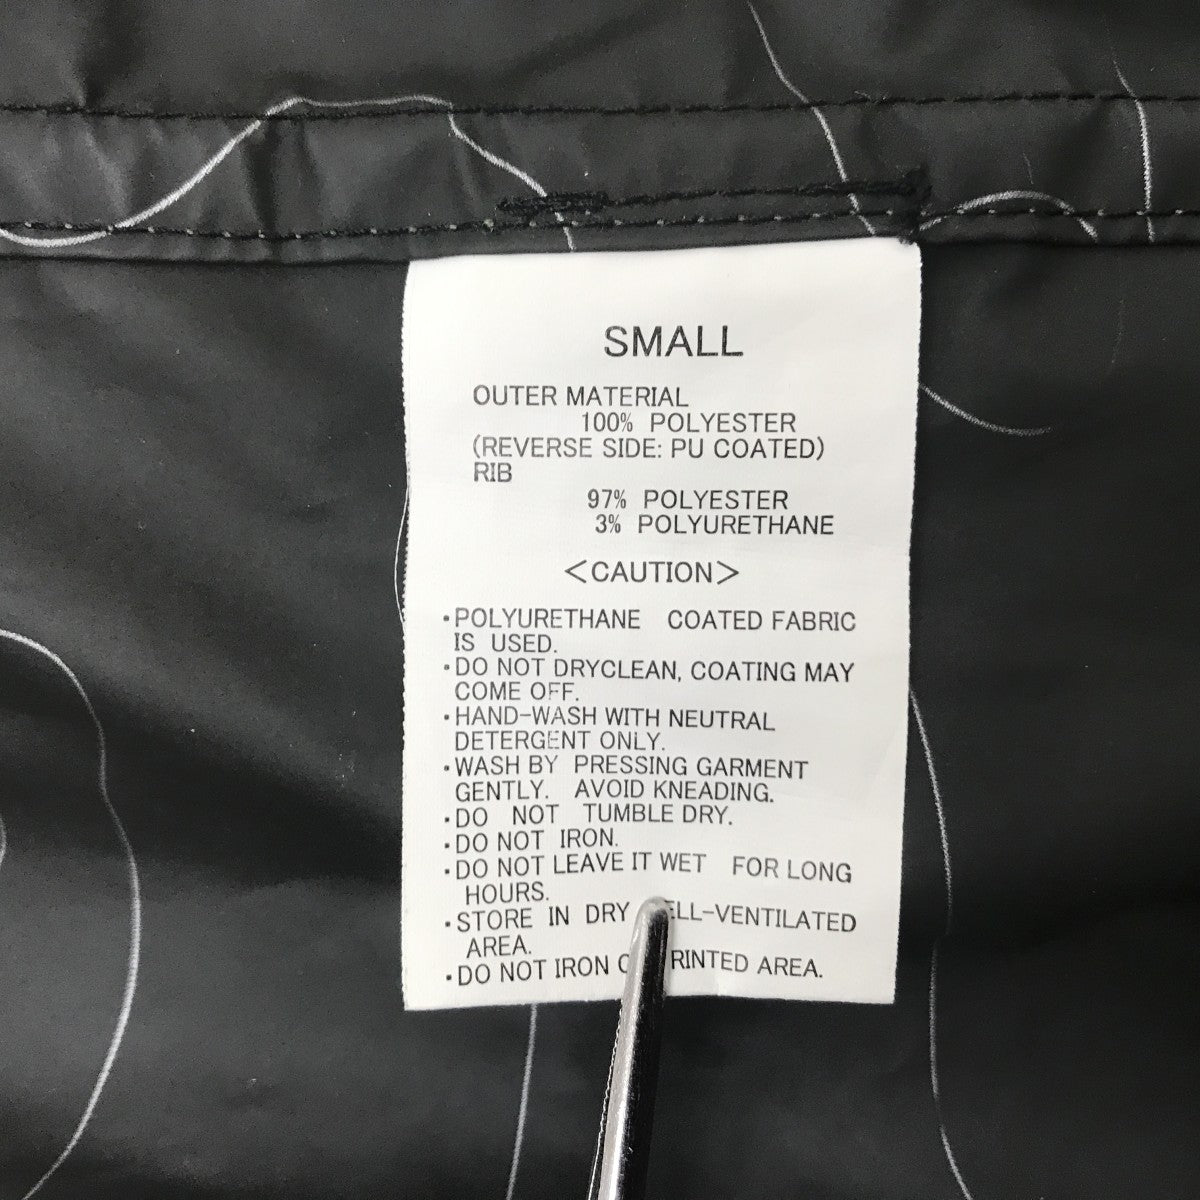 SMALL
OUTER MATERIAL
100% POLYESTER
(REVERSE SIDE: PU COATED)
RIB
97% POLYESTER
3% POLYURETHANE
<CAUTION>
・POLYURETHANE COATED FABRIC
IS USED.
・DO NOT DRYCLEAN, COATING MAY
COME OFF.
・HAND-WASH WITH NEUTRAL
DETERGENT ONLY.
・WASH BY PRESSING GARMENT
GENTLY. AVOID KNEADING.
・DO NOT TUMBLE DRY.
・DO NOT IRON.
・DO NOT LEAVE IT WET FOR LONG
HOURS.
・STORE IN DRY ELL-VENTILATED
AREA.
・DO NOT IRON RINTED AREA.